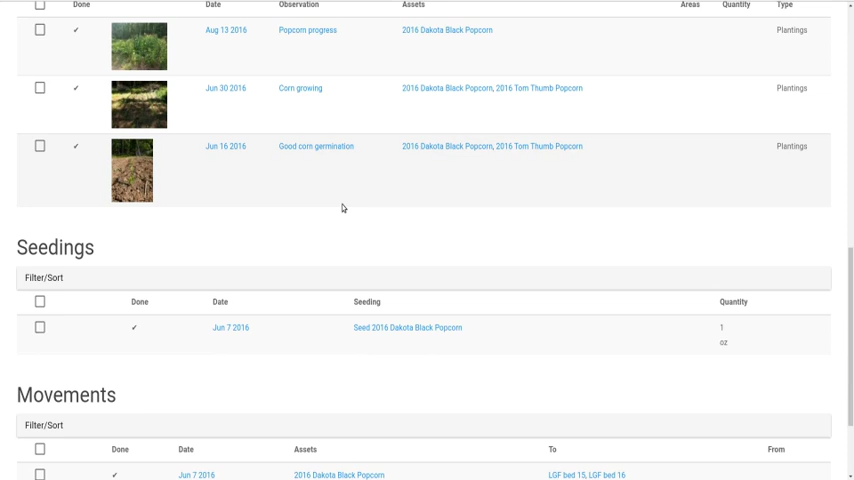 Done Date Observation Assets Areas Quantity Type
✔ Aug 13 2016 Popcorn progress 2016 Dakota Black Popcorn Plantings
✔ Jun 30 2016 Corn growing 2016 Dakota Black Popcorn, 2016 Tom Thumb Popcorn Plantings
✔ Jun 16 2016 Good corn germination 2016 Dakota Black Popcorn, 2016 Tom Thumb Popcorn Plantings
Seedings
Filter/Sort
Done Date Seeding Quantity
✔ Jun 7 2016 Seed 2016 Dakota Black Popcorn 1
oz
Movements
Filter/Sort
Done Date Assets To From
✔ Jun 7 2016 2016 Dakota Black Popcorn LGF bed 15, LGF bed 16